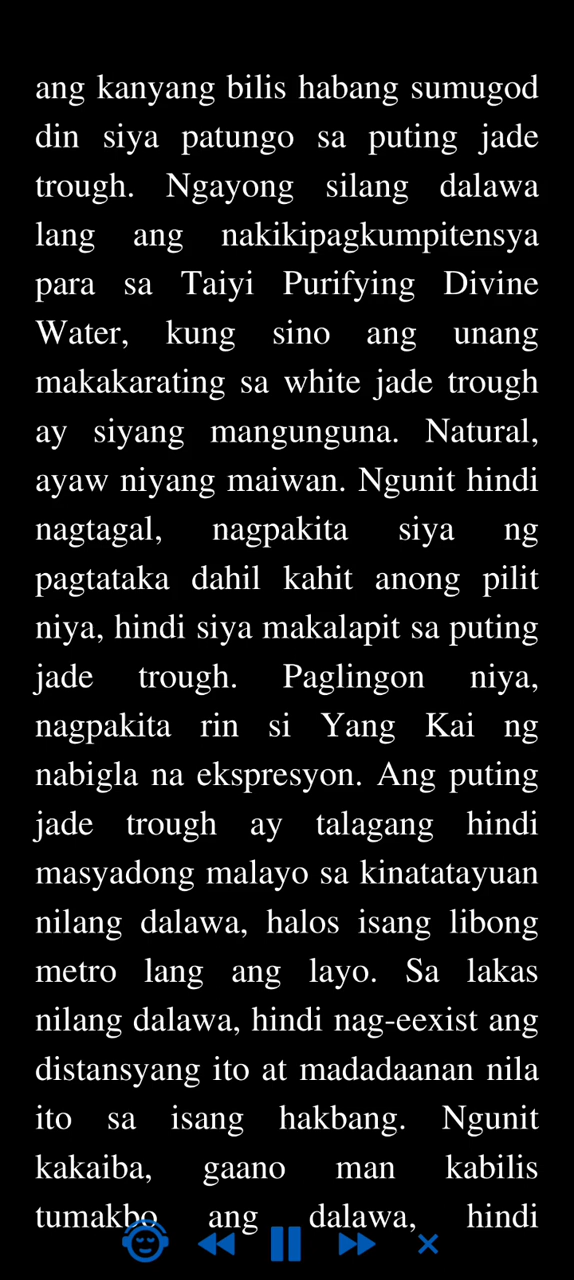 ang kanyang bilis habang sumugod
din siya patungo sa puting jade
trough. Ngayong silang dalawa
lang ang nakikipagkumpitensya
para sa Taiyi Purifying Divine
Water, kung sino ang unang
makakarating sa white jade trough
ay siyang mangunguna. Natural,
ayaw niyang maiwan. Ngunit hindi
nagtagal, nagpakita siya ng
pagtataka dahil kahit anong pilit
niya, hindi siya makalapit sa puting
jade trough. Paglingon niya,
nagpakita rin si Yang Kai ng
nabigla na ekspresyon. Ang puting
jade trough ay talagang hindi
masyadong malayo sa kinatatayuan
nilang dalawa, halos isang libong
metro lang ang layo. Sa lakas
nilang dalawa, hindi nag-eexist ang
distansyang ito at madadaanan nila
ito sa isang hakbang. Ngunit
kakaiba, gaano man kabilis
tumakbo ang dalawa, hindi